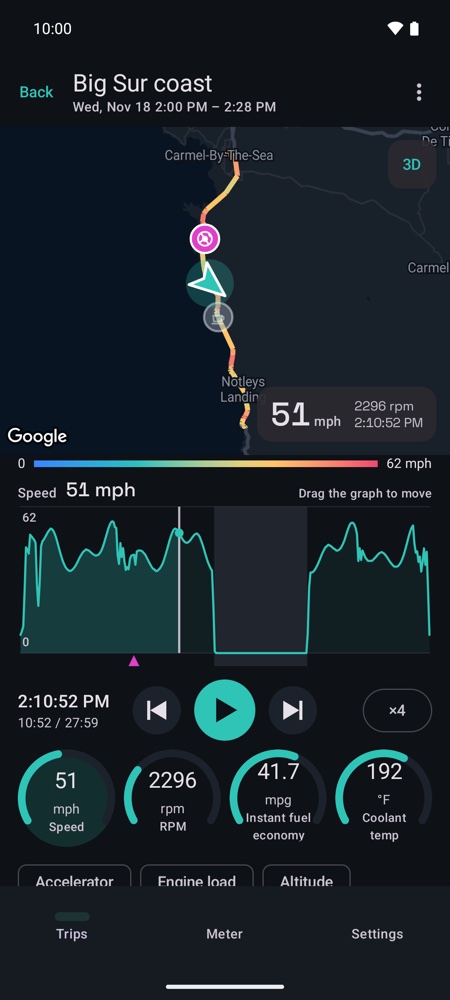 10:00
Back
Big Sur coast
Wed, Nov 18 2:00 PM – 2:28 PM
Carmel-By-The-Sea
De Ti
3D
Carmel
Notleys
Landing
51 mph
2296 rpm
2:10:52 PM
Google
0
62 mph
Speed 51 mph
Drag the graph to move
62
0
2:10:52 PM
10:52 / 27:59
×4
51
mph
Speed
2296
rpm
RPM
41.7
mpg
Instant fuel
economy
192
°F
Coolant
temp
Accelerator
Engine load
Altitude
Trips
Meter
Settings